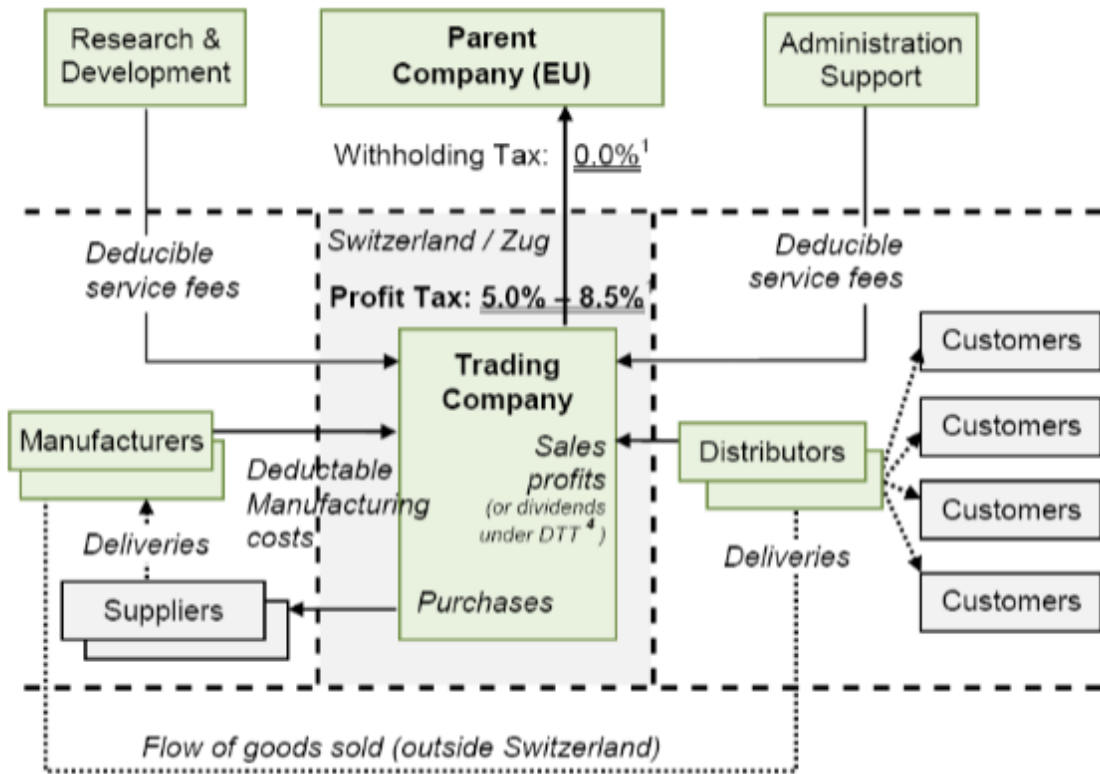 Research &
Development
Parent
Company (EU)
Administration
Support
Withholding Tax: 0.0%¹
Switzerland / Zug
Deducible
service fees
Deducible
service fees
Profit Tax: 5.0% – 8.5%¹
Trading
Company
Customers
Customers
Customers
Customers
Manufacturers
Distributors
Sales
profits
(or dividends
under DTT⁴)
Deductable
Manufacturing
costs
Deliveries
Deliveries
Suppliers
Purchases
Flow of goods sold (outside Switzerland)